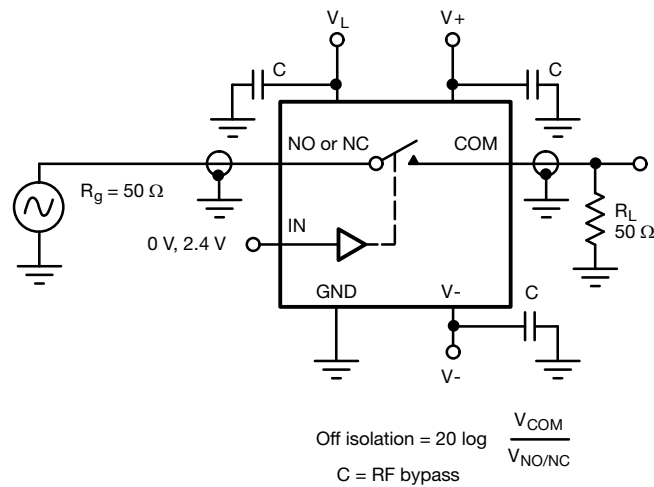 V_L
V+
C
C
NO or NC
COM
R_g = 50 Ω
R_L
50 Ω
IN
0 V, 2.4 V
GND
V-
C
V-
Off isolation = 20 log V_COM / V_NO/NC
C = RF bypass